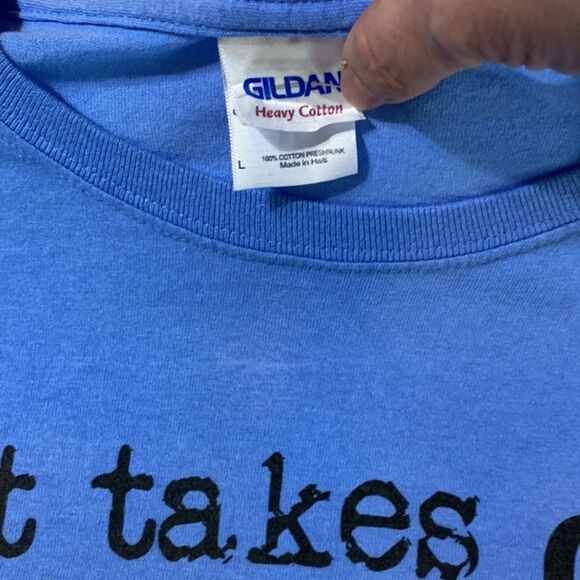 GILDAN
Heavy Cotton
L
100% COTTON PRESHRUNK
Made in Haiti
t takes